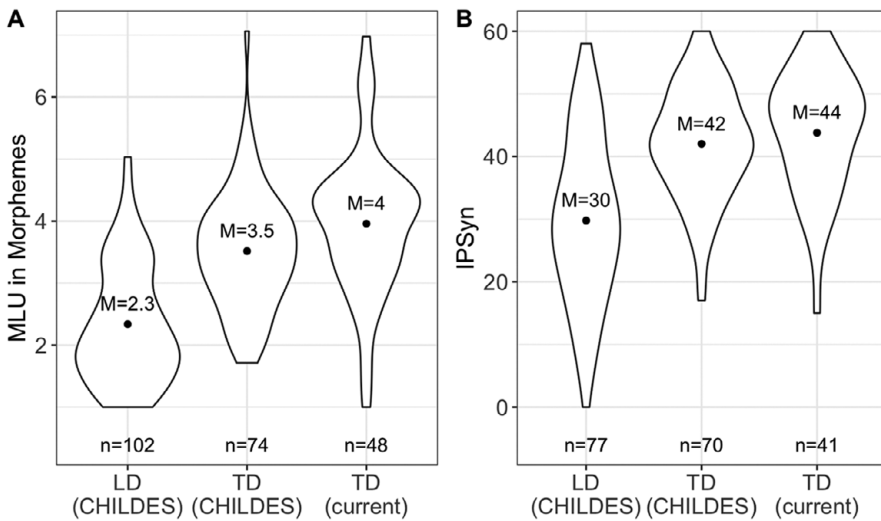 A
MLU in Morphemes
6
4
2
M=2.3
M=3.5
M=4
n=102
n=74
n=48
LD
(CHILDES)
TD
(CHILDES)
TD
(current)
B
IPSyn
60
40
20
0
M=30
M=42
M=44
n=77
n=70
n=41
LD
(CHILDES)
TD
(CHILDES)
TD
(current)